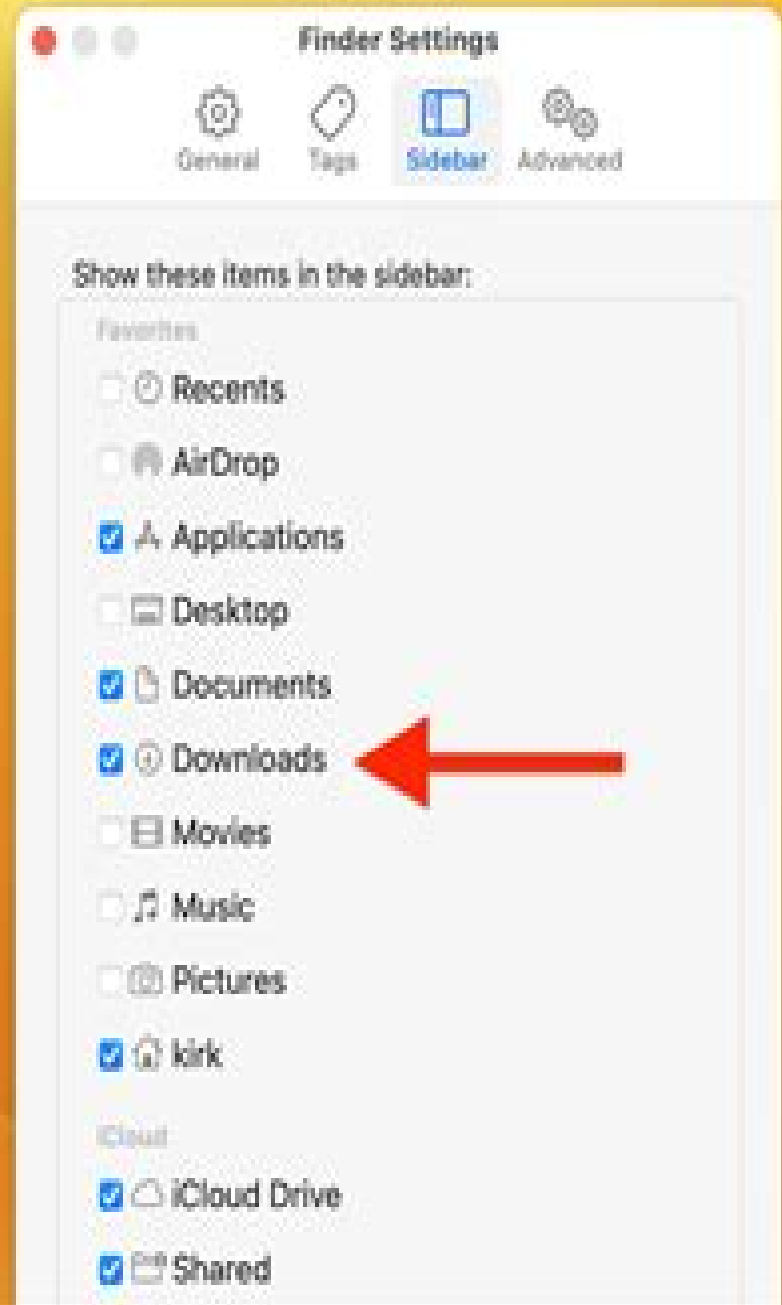 Finder Settings
General Tags Sidebar Advanced
Show these items in the sidebar:
Favorites
Recents
AirDrop
Applications
Desktop
Documents
Downloads
Movies
Music
Pictures
kirk
iCloud
iCloud Drive
Shared